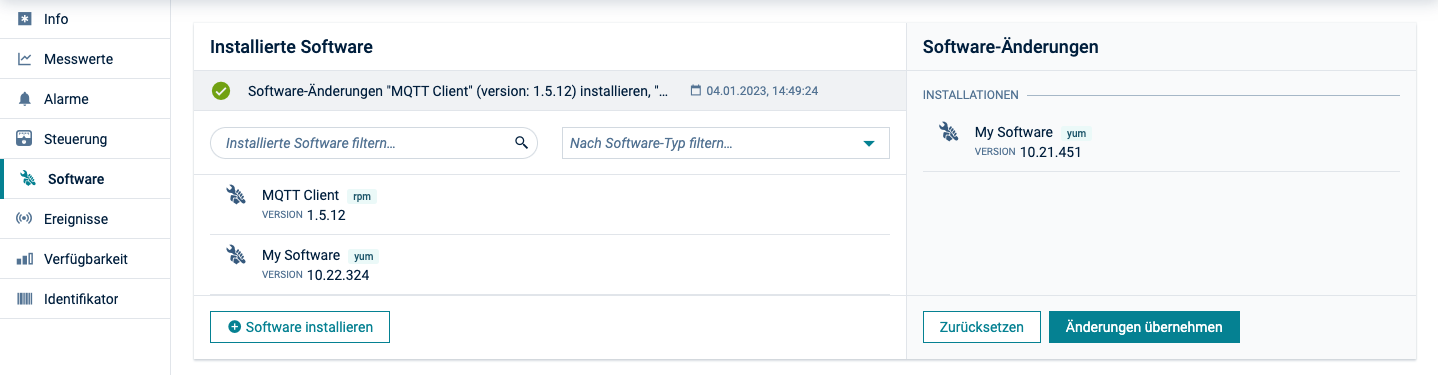 Info
Messwerte
Alarme
Steuerung
Software
Ereignisse
Verfügbarkeit
Identifikator
Installierte Software
Software-Änderungen "MQTT Client" (version: 1.5.12) installieren, "... 04.01.2023, 14:49:24
Installierte Software filtern... Nach Software-Typ filtern...
MQTT Client rpm
VERSION 1.5.12
My Software yum
VERSION 10.22.324
Software installieren
Software-Änderungen
INSTALLATIONEN
My Software yum
VERSION 10.21.451
Zurücksetzen Änderungen übernehmen